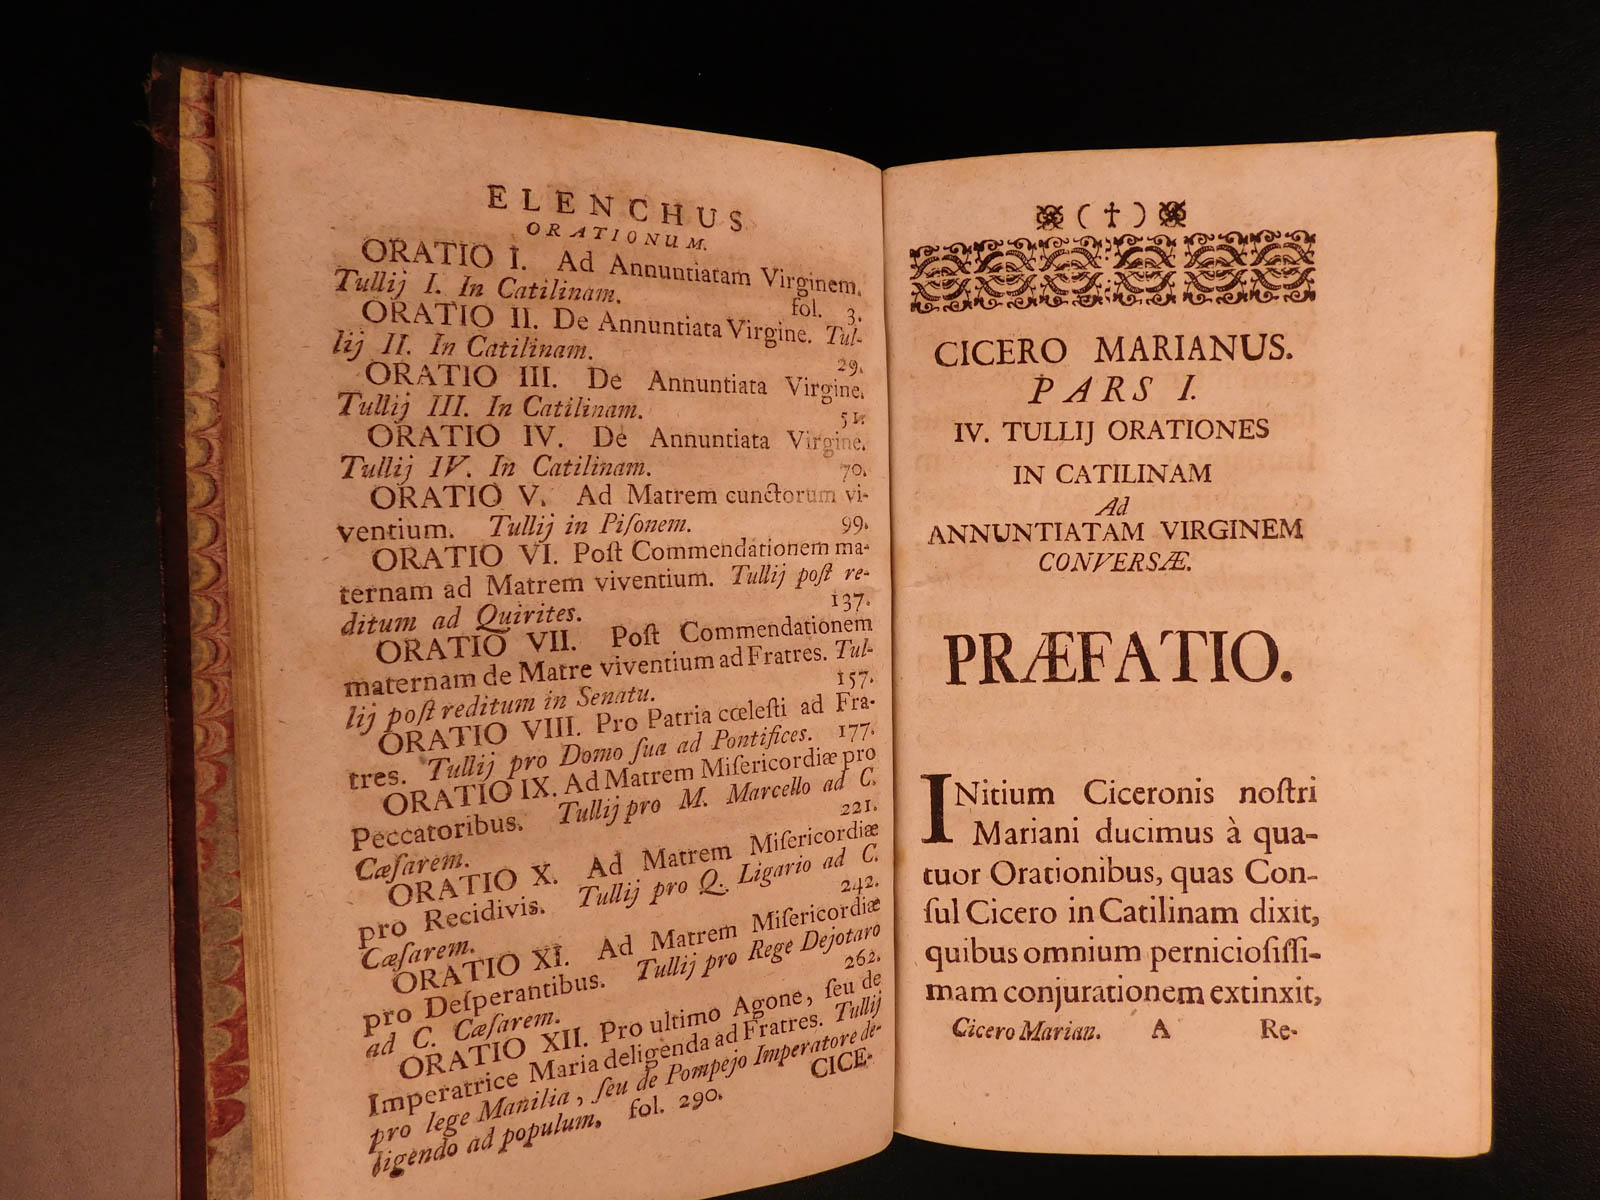 ELENCHUS
ORATIONUM.
ORATIO I. Ad Annuntiatam Virginem.
Tullij I. In Catilinam. fol. 3.
ORATIO II. De Annuntiata Virgine. Tul-
lij II. In Catilinam. 29.
ORATIO III. De Annuntiata Virgine.
Tullij III. In Catilinam. 51.
ORATIO IV. De Annuntiata Virgine.
Tullij IV. In Catilinam. 70.
ORATIO V. Ad Matrem cunctorum vi-
ventium. Tullij in Piſonem. 99.
ORATIO VI. Poſt Commendationem ma-
ternam ad Matrem viventium. Tullij poſt re-
ditum ad Quirites. 137.
ORATIO VII. Poſt Commendationem
maternam de Matre viventium ad Fratres. Tul-
lij poſt reditum in Senatu. 157.
ORATIO VIII. Pro Patria cœleſti ad Fra-
tres. Tullij pro Domo ſua ad Pontifices. 177.
ORATIO IX. Ad Matrem Miſericordiæ pro
Peccatoribus. Tullij pro M. Marcello ad C.
Cæſarem. 221.
ORATIO X. Ad Matrem Miſericordiæ
pro Recidivis. Tullij pro Q. Ligario ad C.
Cæſarem. 242.
ORATIO XI. Ad Matrem Miſericordiæ
pro Deſperantibus. Tullij pro Rege Dejotaro
ad C. Cæſarem. 262.
ORATIO XII. Pro ultimo Agone, ſeu de
Imperatrice Maria deligenda ad Fratres. Tullij
pro lege Manilia, ſeu de Pompejo Imperatore de-
ligendo ad populum. fol. 290.
CICE-
( † )
CICERO MARIANUS.
PARS I.
IV. TULLIJ ORATIONES
IN CATILINAM
Ad
ANNUNTIATAM VIRGINEM
CONVERSÆ.
PRÆFATIO.
INitium Ciceronis noſtri
Mariani ducimus à qua-
tuor Orationibus, quas Con-
ſul Cicero in Catilinam dixit,
quibus omnium pernicioſiſſi-
mam conjurationem extinxit,
Cicero Marian. A Re-